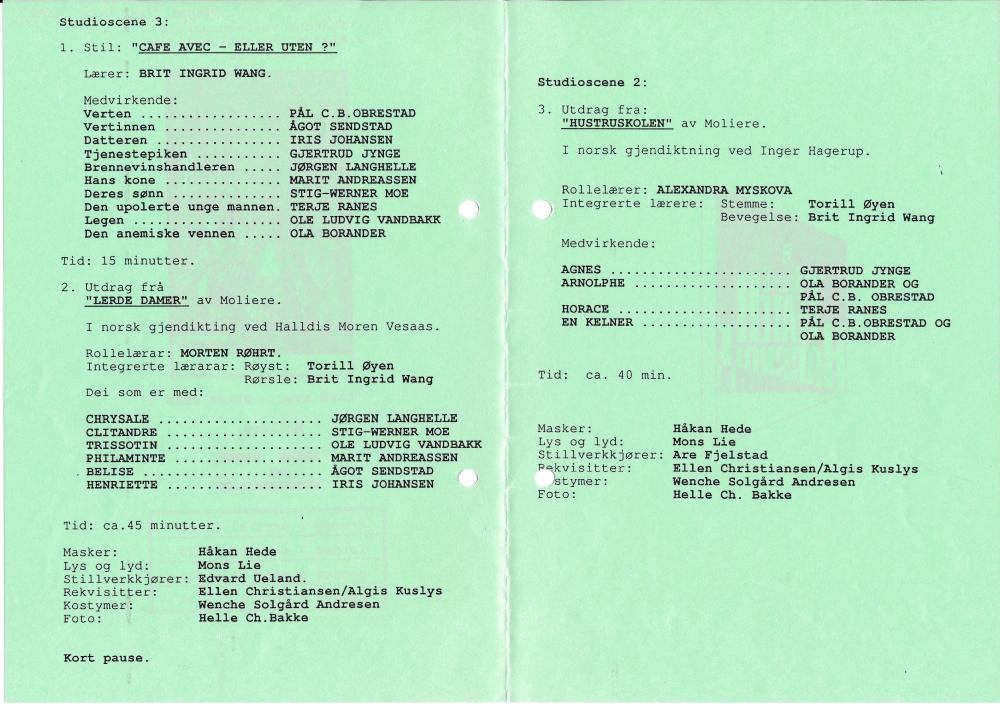 Studioscene 3:
1. Stil: "CAFE AVEC - ELLER UTEN ?"
Lærer: BRIT INGRID WANG.
Medvirkende:
Verten ................. PÅL C.B.OBRESTAD
Vertinnen .............. ÅGOT SENDSTAD
Datteren ............... IRIS JOHANSEN
Tjenestepiken .......... GJERTRUD JYNGE
Brennevinshandleren ..... JØRGEN LANGHELLE
Hans kone .............. MARIT ANDREASSEN
Deres sønn ............. STIG-WERNER MOE
Den upolerte unge mannen. TERJE RANES
Legen .................. OLE LUDVIG VANDBAKK
Den anemiske vennen ..... OLA BORANDER
Tid: 15 minutter.
2. Utdrag frå
"LERDE DAMER" av Moliere.
I norsk gjendikting ved Halldis Moren Vesaas.
Rollelærar: MORTEN RØHRT.
Integrerte lærarar: Røyst: Torill Øyen
Rørsle: Brit Ingrid Wang
Dei som er med:
CHRYSALE ..................... JØRGEN LANGHELLE
CLITANDRE ................... STIG-WERNER MOE
TRISSOTIN ................... OLE LUDVIG VANDBAKK
PHILAMINTE .................. MARIT ANDREASSEN
BELISE ...................... ÅGOT SENDSTAD
HENRIETTE ................... IRIS JOHANSEN
Tid: ca.45 minutter.
Masker: Håkan Hede
Lys og lyd: Mons Lie
Stillverkkjører: Edvard Ueland.
Rekvisitter: Ellen Christiansen/Algis Kuslys
Kostymer: Wenche Solgård Andresen
Foto: Helle Ch.Bakke
Kort pause.
Studioscene 2:
3. Utdrag fra:
"HUSTRUSKOLEN" av Moliere.
I norsk gjendiktning ved Inger Hagerup.
Rollelærer: ALEXANDRA MYSKOVA
Integrerte lærere: Stemme: Torill Øyen
Bevegelse: Brit Ingrid Wang
Medvirkende:
AGNES ....................... GJERTRUD JYNGE
ARNOLPHE .................... OLA BORANDER OG
PÅL C.B. OBRESTAD
HORACE ...................... TERJE RANES
EN KELNER ................... PÅL C.B.OBRESTAD OG
OLA BORANDER
Tid: ca. 40 min.
Masker: Håkan Hede
Lys og lyd: Mons Lie
Stillverkkjører: Are Fjelstad
Rekvisitter: Ellen Christiansen/Algis Kuslys
stymer: Wenche Solgård Andresen
Foto: Helle Ch. Bakke